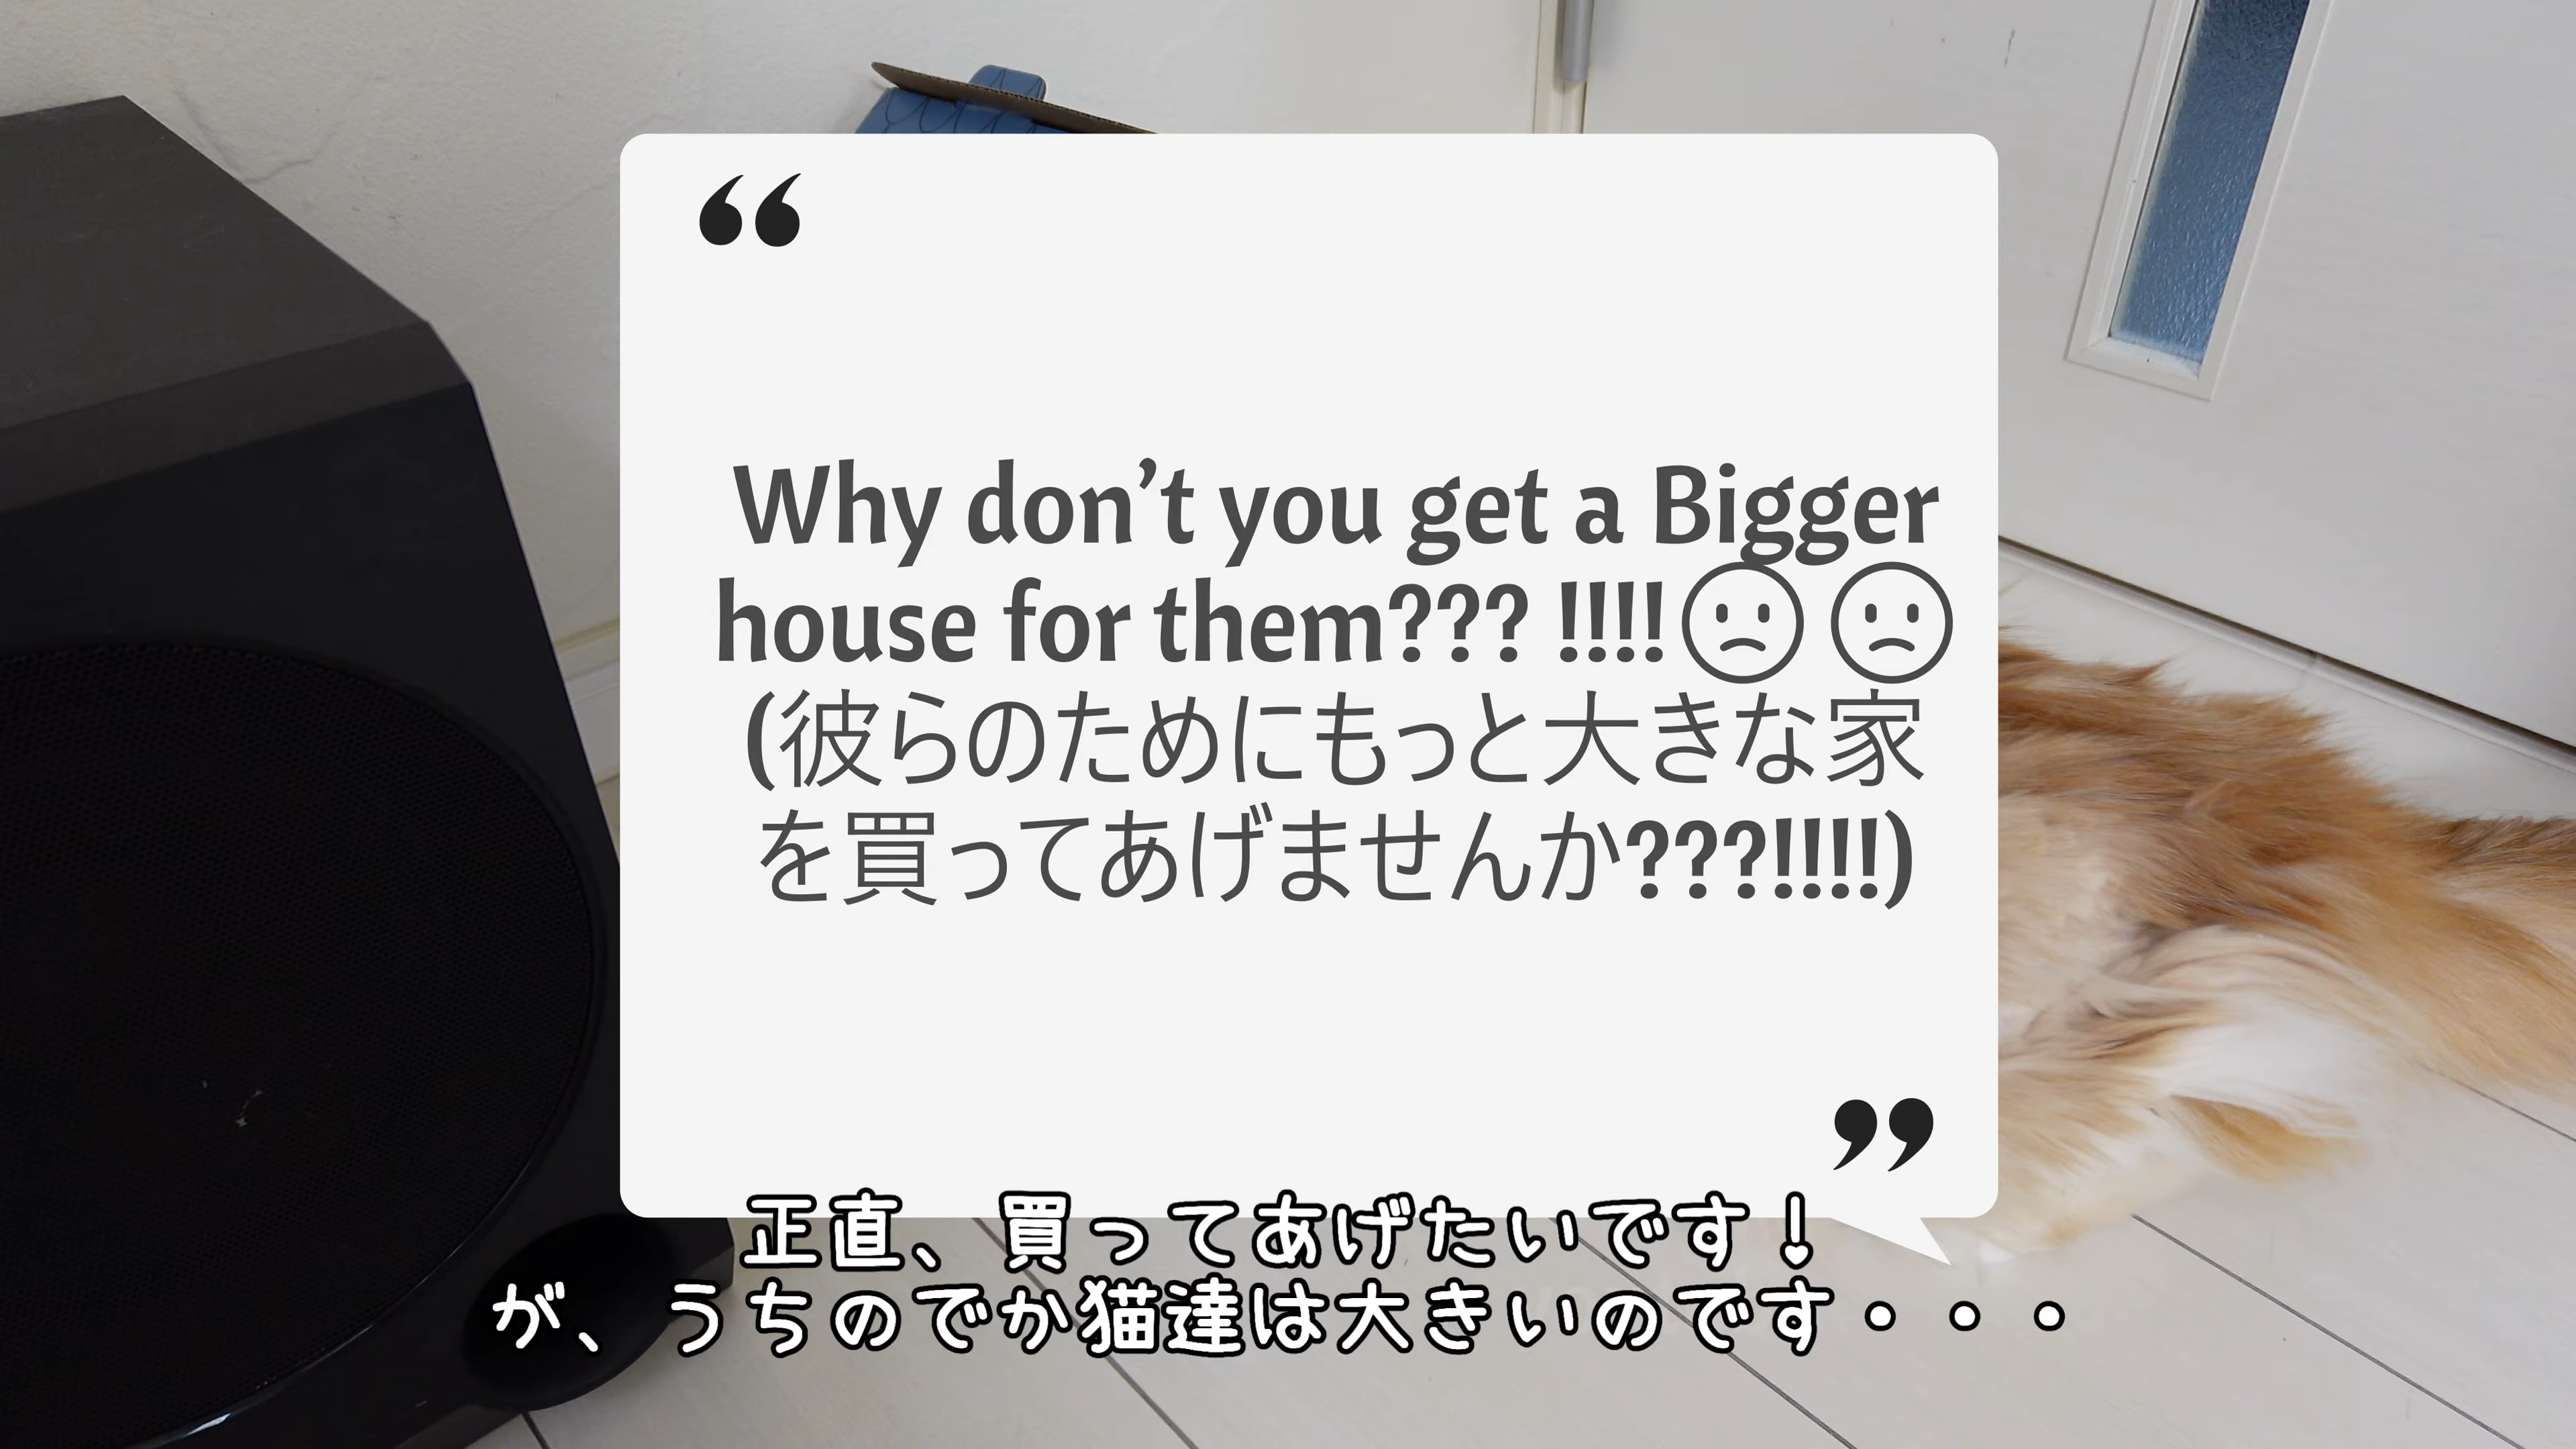 “
Why don’t you get a Bigger
house for them??? !!!!☹☹
(彼らのためにもっと大きな家
を買ってあげませんか???!!!!)
”
正直、買ってあげたいです！
が、うちのでか猫達は大きいのです・・・